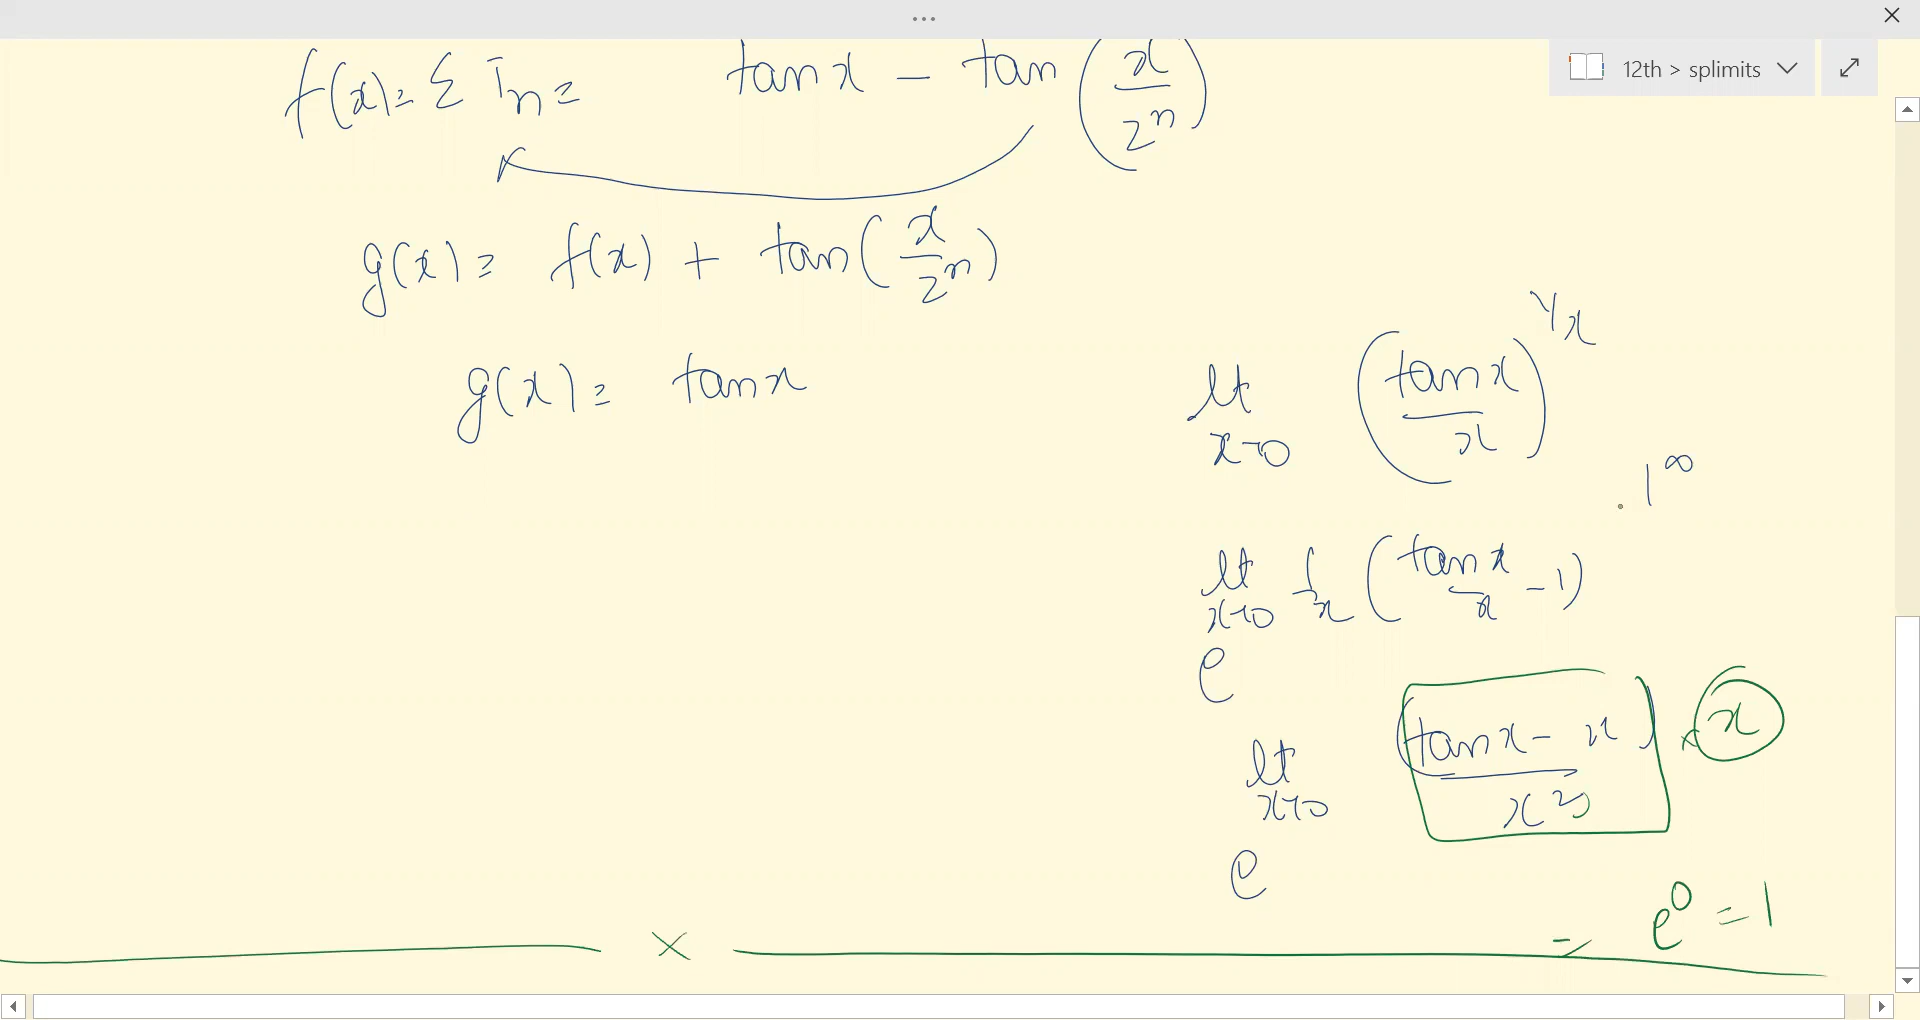 ...
12th > splimits
f(x) = Σ Tn = tan x − tan (x/2^n)
g(x) = f(x) + tan (x/2^n)
g(x) = tan x
lt x→0 (tan x / x)^1/x
1^∞
e^ lt x→0 1/x (tan x / x − 1)
e^ lt x→0 (tan x − x) / x^3 × x
= e^0 = 1
×